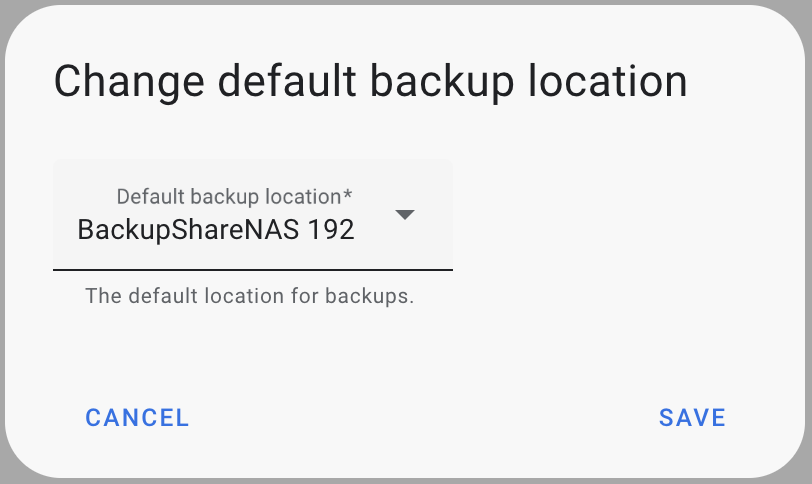 Change default backup location
Default backup location*
BackupShareNAS 192
The default location for backups.
CANCEL
SAVE